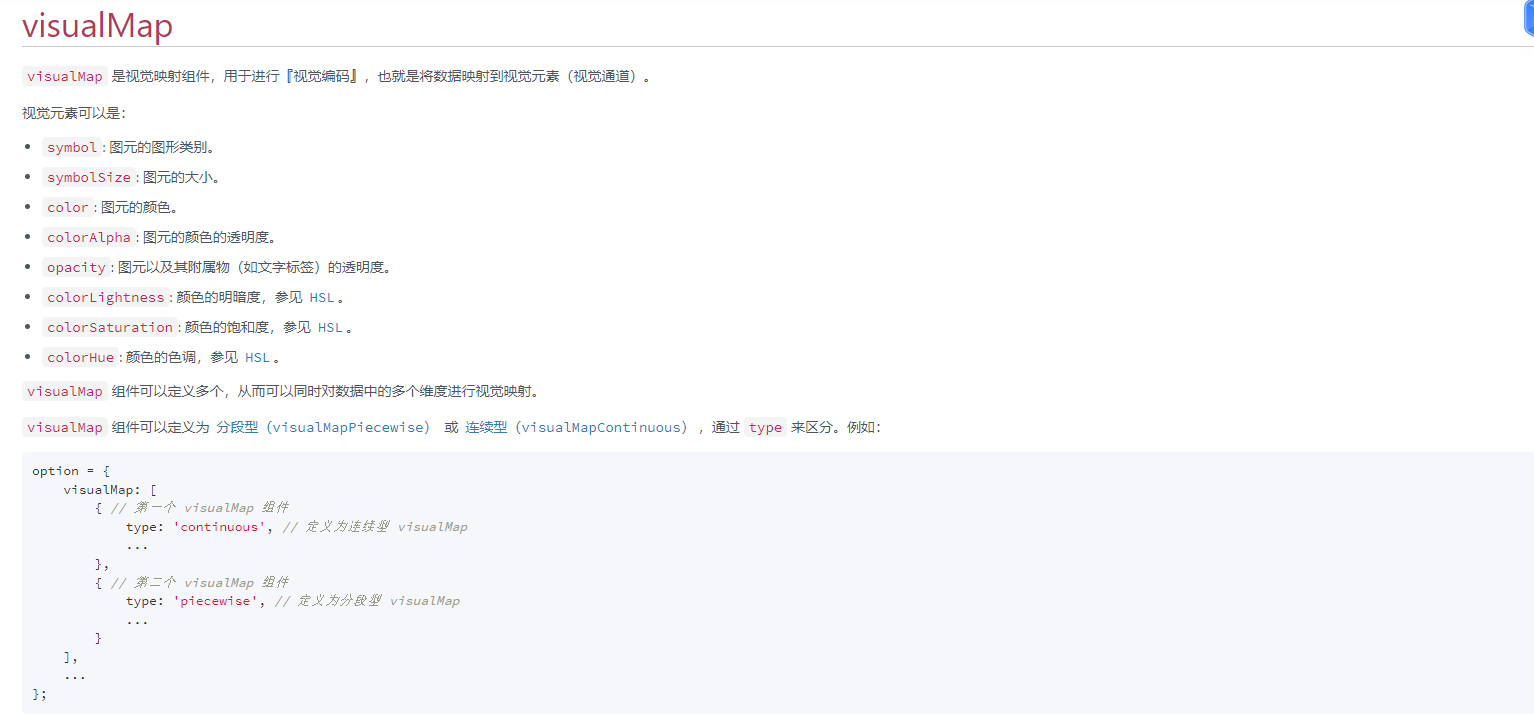 visualMap
visualMap 是视觉映射组件，用于进行『视觉编码』，也就是将数据映射到视觉元素（视觉通道）。
视觉元素可以是：
• symbol: 图元的图形类别。
• symbolSize: 图元的大小。
• color: 图元的颜色。
• colorAlpha: 图元的颜色的透明度。
• opacity: 图元以及其附属物（如文字标签）的透明度。
• colorLightness: 颜色的明暗度，参见 HSL。
• colorSaturation: 颜色的饱和度，参见 HSL。
• colorHue: 颜色的色调，参见 HSL。
visualMap 组件可以定义多个，从而可以同时对数据中的多个维度进行视觉映射。
visualMap 组件可以定义为 分段型（visualMapPiecewise） 或 连续型（visualMapContinuous） ，通过 type 来区分。例如：
option = {
    visualMap: [
        { // 第一个 visualMap 组件
            type: 'continuous', // 定义为连续型 visualMap
            ...
        },
        { // 第二个 visualMap 组件
            type: 'piecewise', // 定义为分段型 visualMap
            ...
        }
    ],
    ...
};